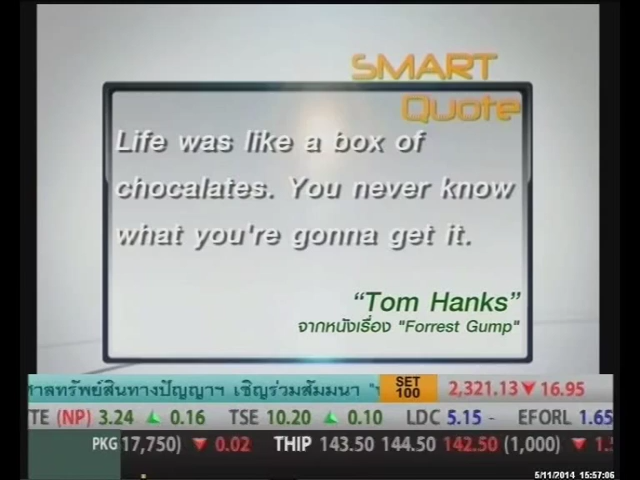 SMART
Quote
Life was like a box of
chocalates. You never know
what you're gonna get it.
“Tom Hanks”
จากหนังเรื่อง "Forrest Gump"
ศาลทรัพย์สินทางปัญญาฯ เชิญร่วมสัมมนา SET 100 2,321.13 ▼ 16.95
TE (NP) 3.24 ▲ 0.16 TSE 10.20 ▲ 0.10 LDC 5.15 - EFORL 1.65
PKG 17,750) ▼ 0.02 THIP 143.50 144.50 142.50 (1,000) ▼
5/11/2014 15:57:06